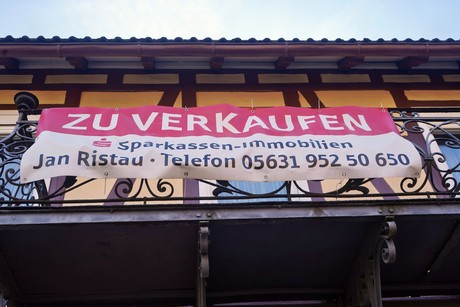 ZU VERKAUFEN
Sparkassen-Immobilien
Jan Ristau · Telefon 05631 952 50 650